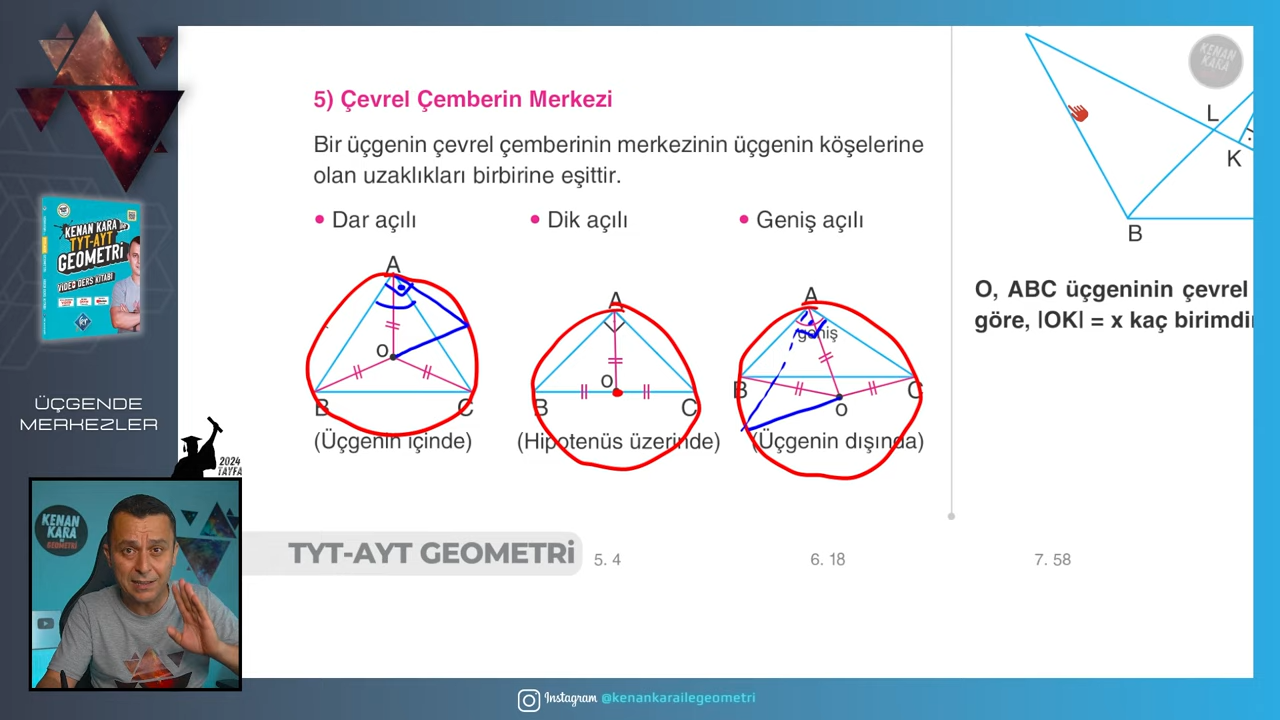 KENAN KARA
TYT-AYT
GEOMETRİ
VİDEO DERS KİTABI
ÜÇGENDE
MERKEZLER
2024
TAYFA
KENAN
KARA
GEOMETRİ
5) Çevrel Çemberin Merkezi
Bir üçgenin çevrel çemberinin merkezinin üçgenin köşelerine
olan uzaklıkları birbirine eşittir.
• Dar açılı
• Dik açılı
• Geniş açılı
A
O
B
C
(Üçgenin içinde)
A
O
B
C
(Hipotenüs üzerinde)
A
geniş
B
C
O
(Üçgenin dışında)
KENAN
KARA
L
K
B
O, ABC üçgeninin çevrel
göre, |OK| = x kaç birimdi
TYT-AYT GEOMETRİ
5. 4
6. 18
7. 58
Instagram @kenankarailegeometri